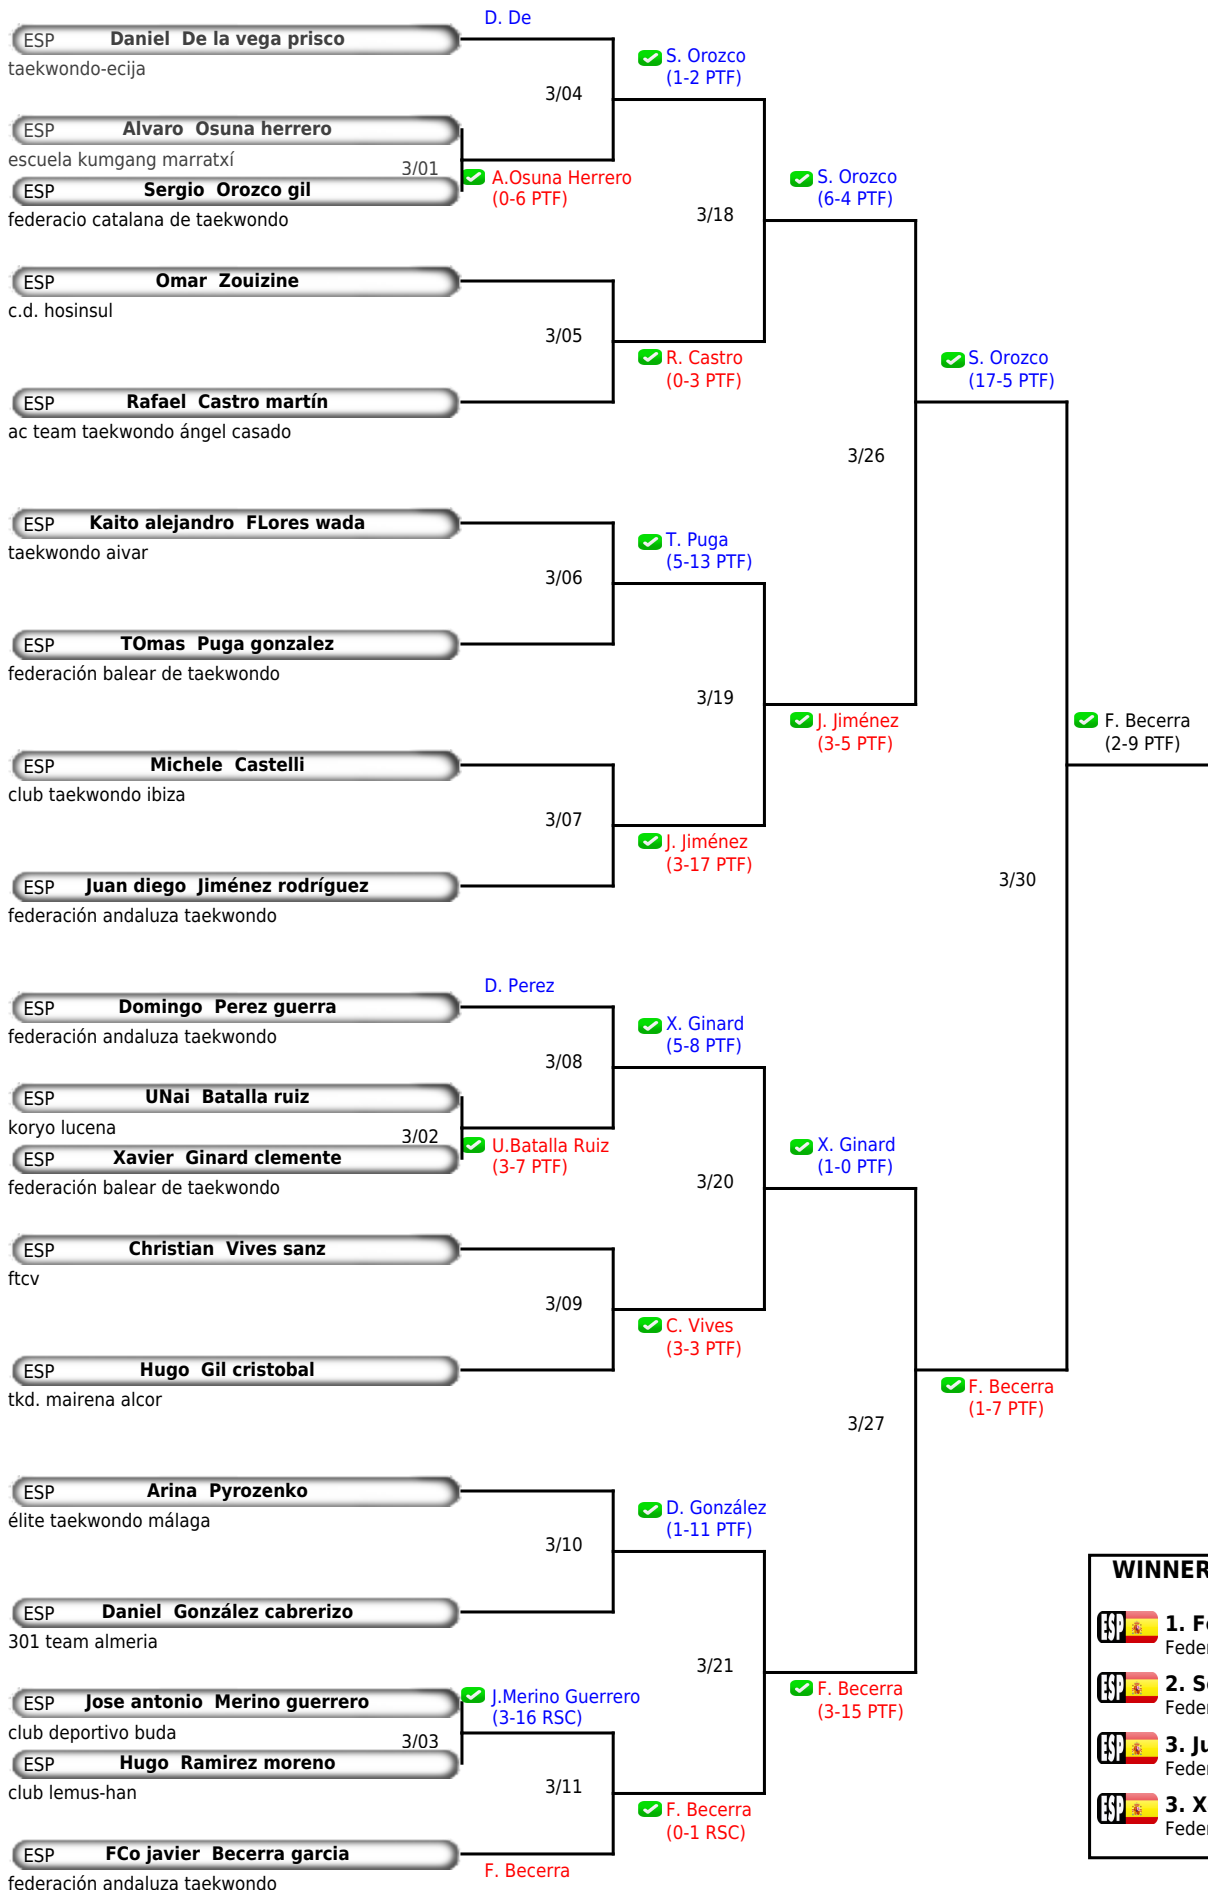 D. De
ESP Daniel De la vega prisco
taekwondo-ecija
S. Orozco
(1-2 PTF)
3/04
ESP Alvaro Osuna herrero
escuela kumgang marratxí
3/01
A.Osuna Herrero
(0-6 PTF)
ESP Sergio Orozco gil
federacio catalana de taekwondo
S. Orozco
(6-4 PTF)
3/18
ESP Omar Zouizine
c.d. hosinsul
3/05
R. Castro
(0-3 PTF)
S. Orozco
(17-5 PTF)
ESP Rafael Castro martín
ac team taekwondo ángel casado
3/26
ESP Kaito alejandro FLores wada
taekwondo aivar
T. Puga
(5-13 PTF)
3/06
ESP TOmas Puga gonzalez
federación balear de taekwondo
3/19
J. Jiménez
(3-5 PTF)
F. Becerra
(2-9 PTF)
ESP Michele Castelli
club taekwondo ibiza
3/07
J. Jiménez
(3-17 PTF)
ESP Juan diego Jiménez rodríguez
federación andaluza taekwondo
3/30
D. Perez
ESP Domingo Perez guerra
federación andaluza taekwondo
X. Ginard
(5-8 PTF)
3/08
ESP UNai Batalla ruiz
koryo lucena
3/02
U.Batalla Ruiz
(3-7 PTF)
ESP Xavier Ginard clemente
federación balear de taekwondo
X. Ginard
(1-0 PTF)
3/20
ESP Christian Vives sanz
ftcv
3/09
C. Vives
(3-3 PTF)
ESP Hugo Gil cristobal
tkd. mairena alcor
F. Becerra
(1-7 PTF)
3/27
ESP Arina Pyrozenko
élite taekwondo málaga
D. González
(1-11 PTF)
3/10
ESP Daniel González cabrerizo
301 team almeria
3/21
F. Becerra
(3-15 PTF)
ESP Jose antonio Merino guerrero
club deportivo buda
3/03
J.Merino Guerrero
(3-16 RSC)
ESP Hugo Ramirez moreno
club lemus-han
3/11
F. Becerra
(0-1 RSC)
ESP FCo javier Becerra garcia
federación andaluza taekwondo
F. Becerra
WINNER
ESP 1. F
Feder
ESP 2. S
Feder
ESP 3. Ju
Feder
ESP 3. X
Feder